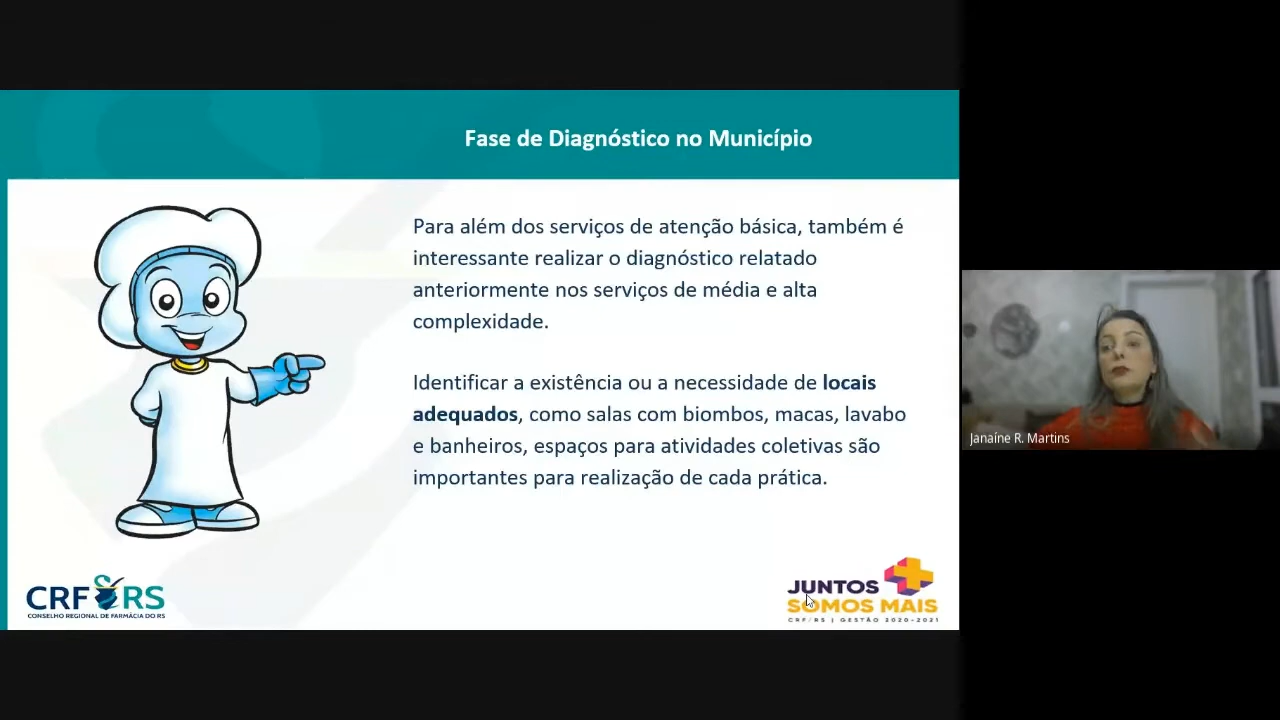 Fase de Diagnóstico no Município
Para além dos serviços de atenção básica, também é
interessante realizar o diagnóstico relatado
anteriormente nos serviços de média e alta
complexidade.
Identificar a existência ou a necessidade de locais
adequados, como salas com biombos, macas, lavabo
e banheiros, espaços para atividades coletivas são
importantes para realização de cada prática.
CRF RS
CONSELHO REGIONAL DE FARMÁCIA DO RS
JUNTOS
SOMOS MAIS
CRF/RS | GESTÃO 2020-2021
Janaíne R. Martins